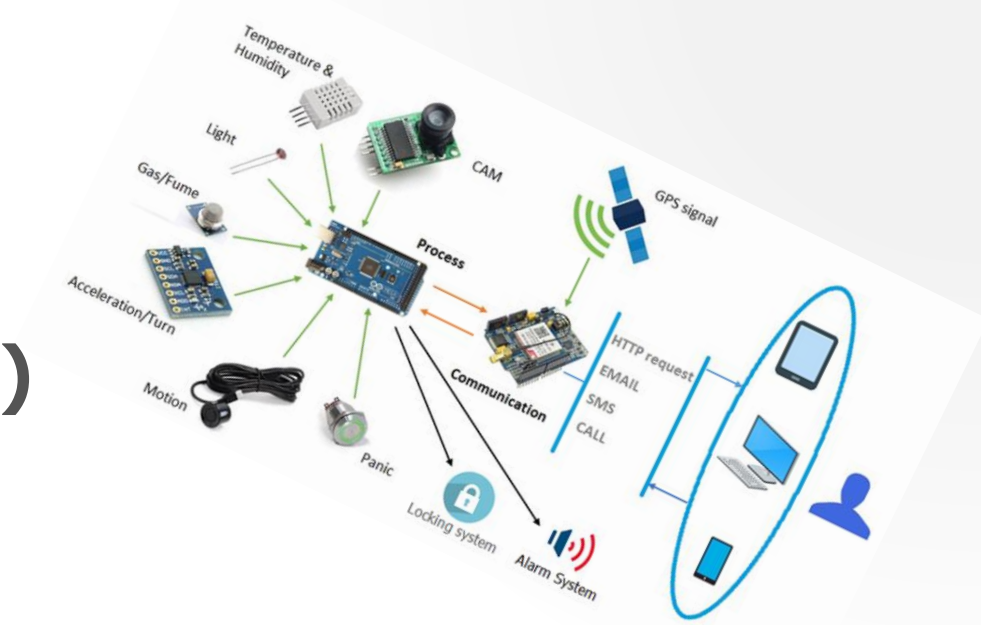 Temperature &
Humidity
Light
CAM
Gas/Fume
GPS signal
Process
Acceleration/Turn
HTTP request
EMAIL
SMS
CALL
Communication
)
Motion
Panic
Locking system
Alarm System